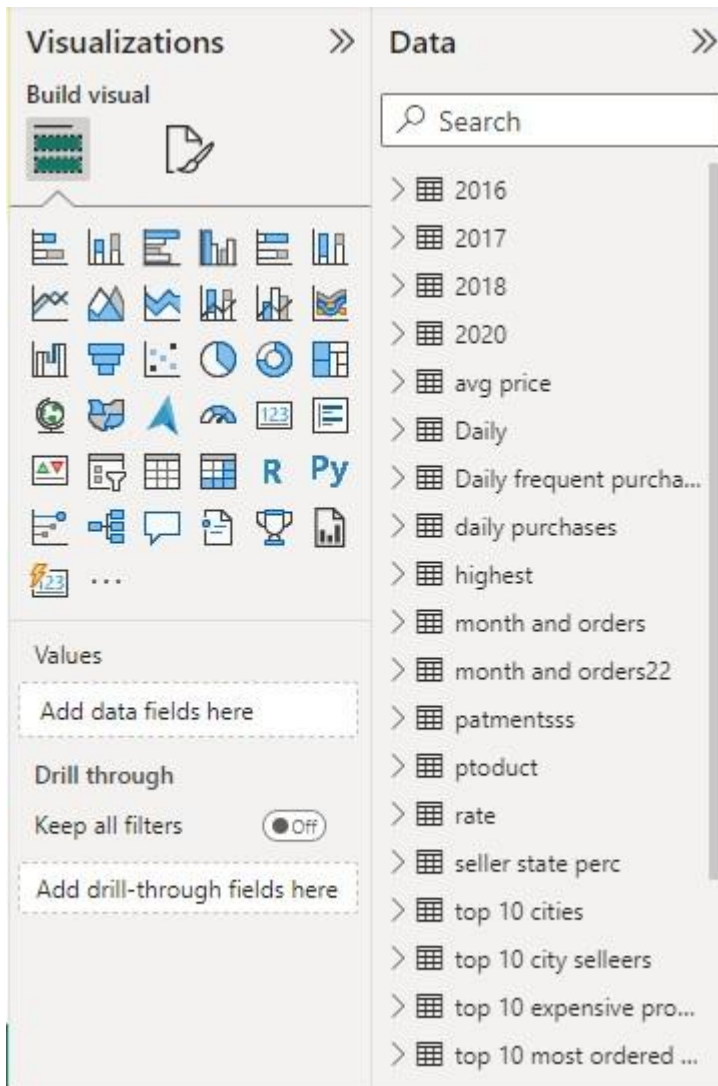 Visualizations
Build visual
123
R
Py
123
Values
Add data fields here
Drill through
Keep all filters
Off
Add drill-through fields here
Data
Search
2016
2017
2018
2020
avg price
Daily
Daily frequent purcha...
daily purchases
highest
month and orders
month and orders22
patmentsss
ptoduct
rate
seller state perc
top 10 cities
top 10 city selleers
top 10 expensive pro...
top 10 most ordered ...